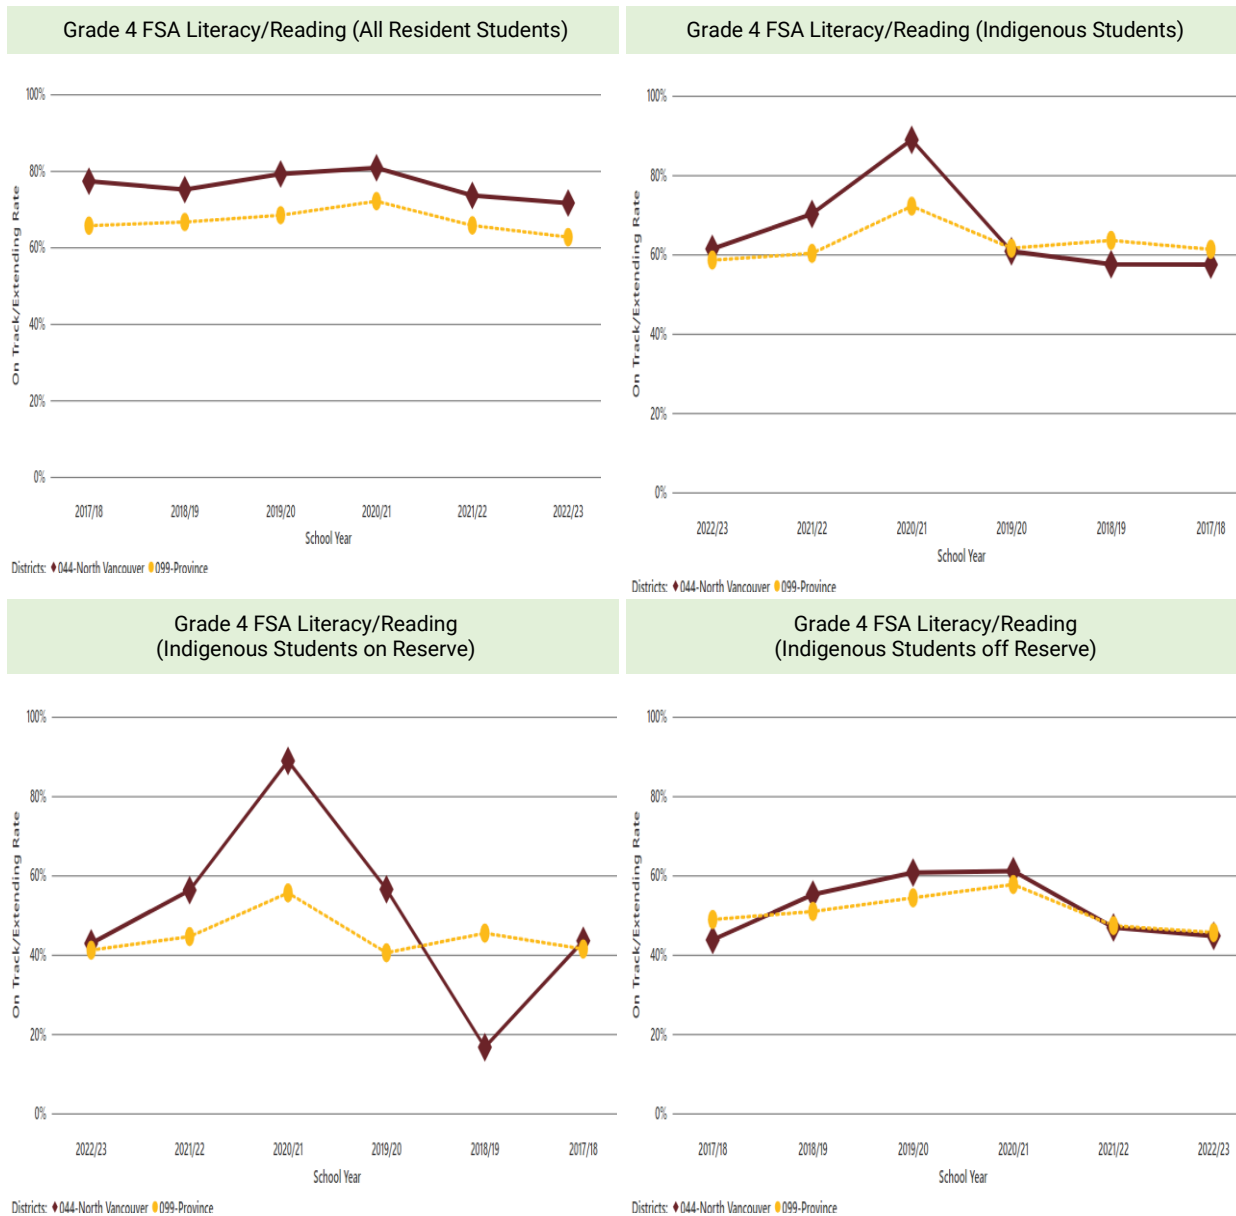 Grade 4 FSA Literacy/Reading (All Resident Students)
100%
80%
60%
40%
20%
0%
On Track/Extending Rate
2017/18 2018/19 2019/20 2020/21 2021/22 2022/23
School Year
Districts: 044-North Vancouver 099-Province
Grade 4 FSA Literacy/Reading (Indigenous Students)
100%
80%
60%
40%
20%
0%
On Track/Extending Rate
2022/23 2021/22 2020/21 2019/20 2018/19 2017/18
School Year
Districts: 044-North Vancouver 099-Province
Grade 4 FSA Literacy/Reading
(Indigenous Students on Reserve)
100%
80%
60%
40%
20%
0%
On Track/Extending Rate
2022/23 2021/22 2020/21 2019/20 2018/19 2017/18
School Year
Districts: 044-North Vancouver 099-Province
Grade 4 FSA Literacy/Reading
(Indigenous Students off Reserve)
100%
80%
60%
40%
20%
0%
On Track/Extending Rate
2017/18 2018/19 2019/20 2020/21 2021/22 2022/23
School Year
Districts: 044-North Vancouver 099-Province